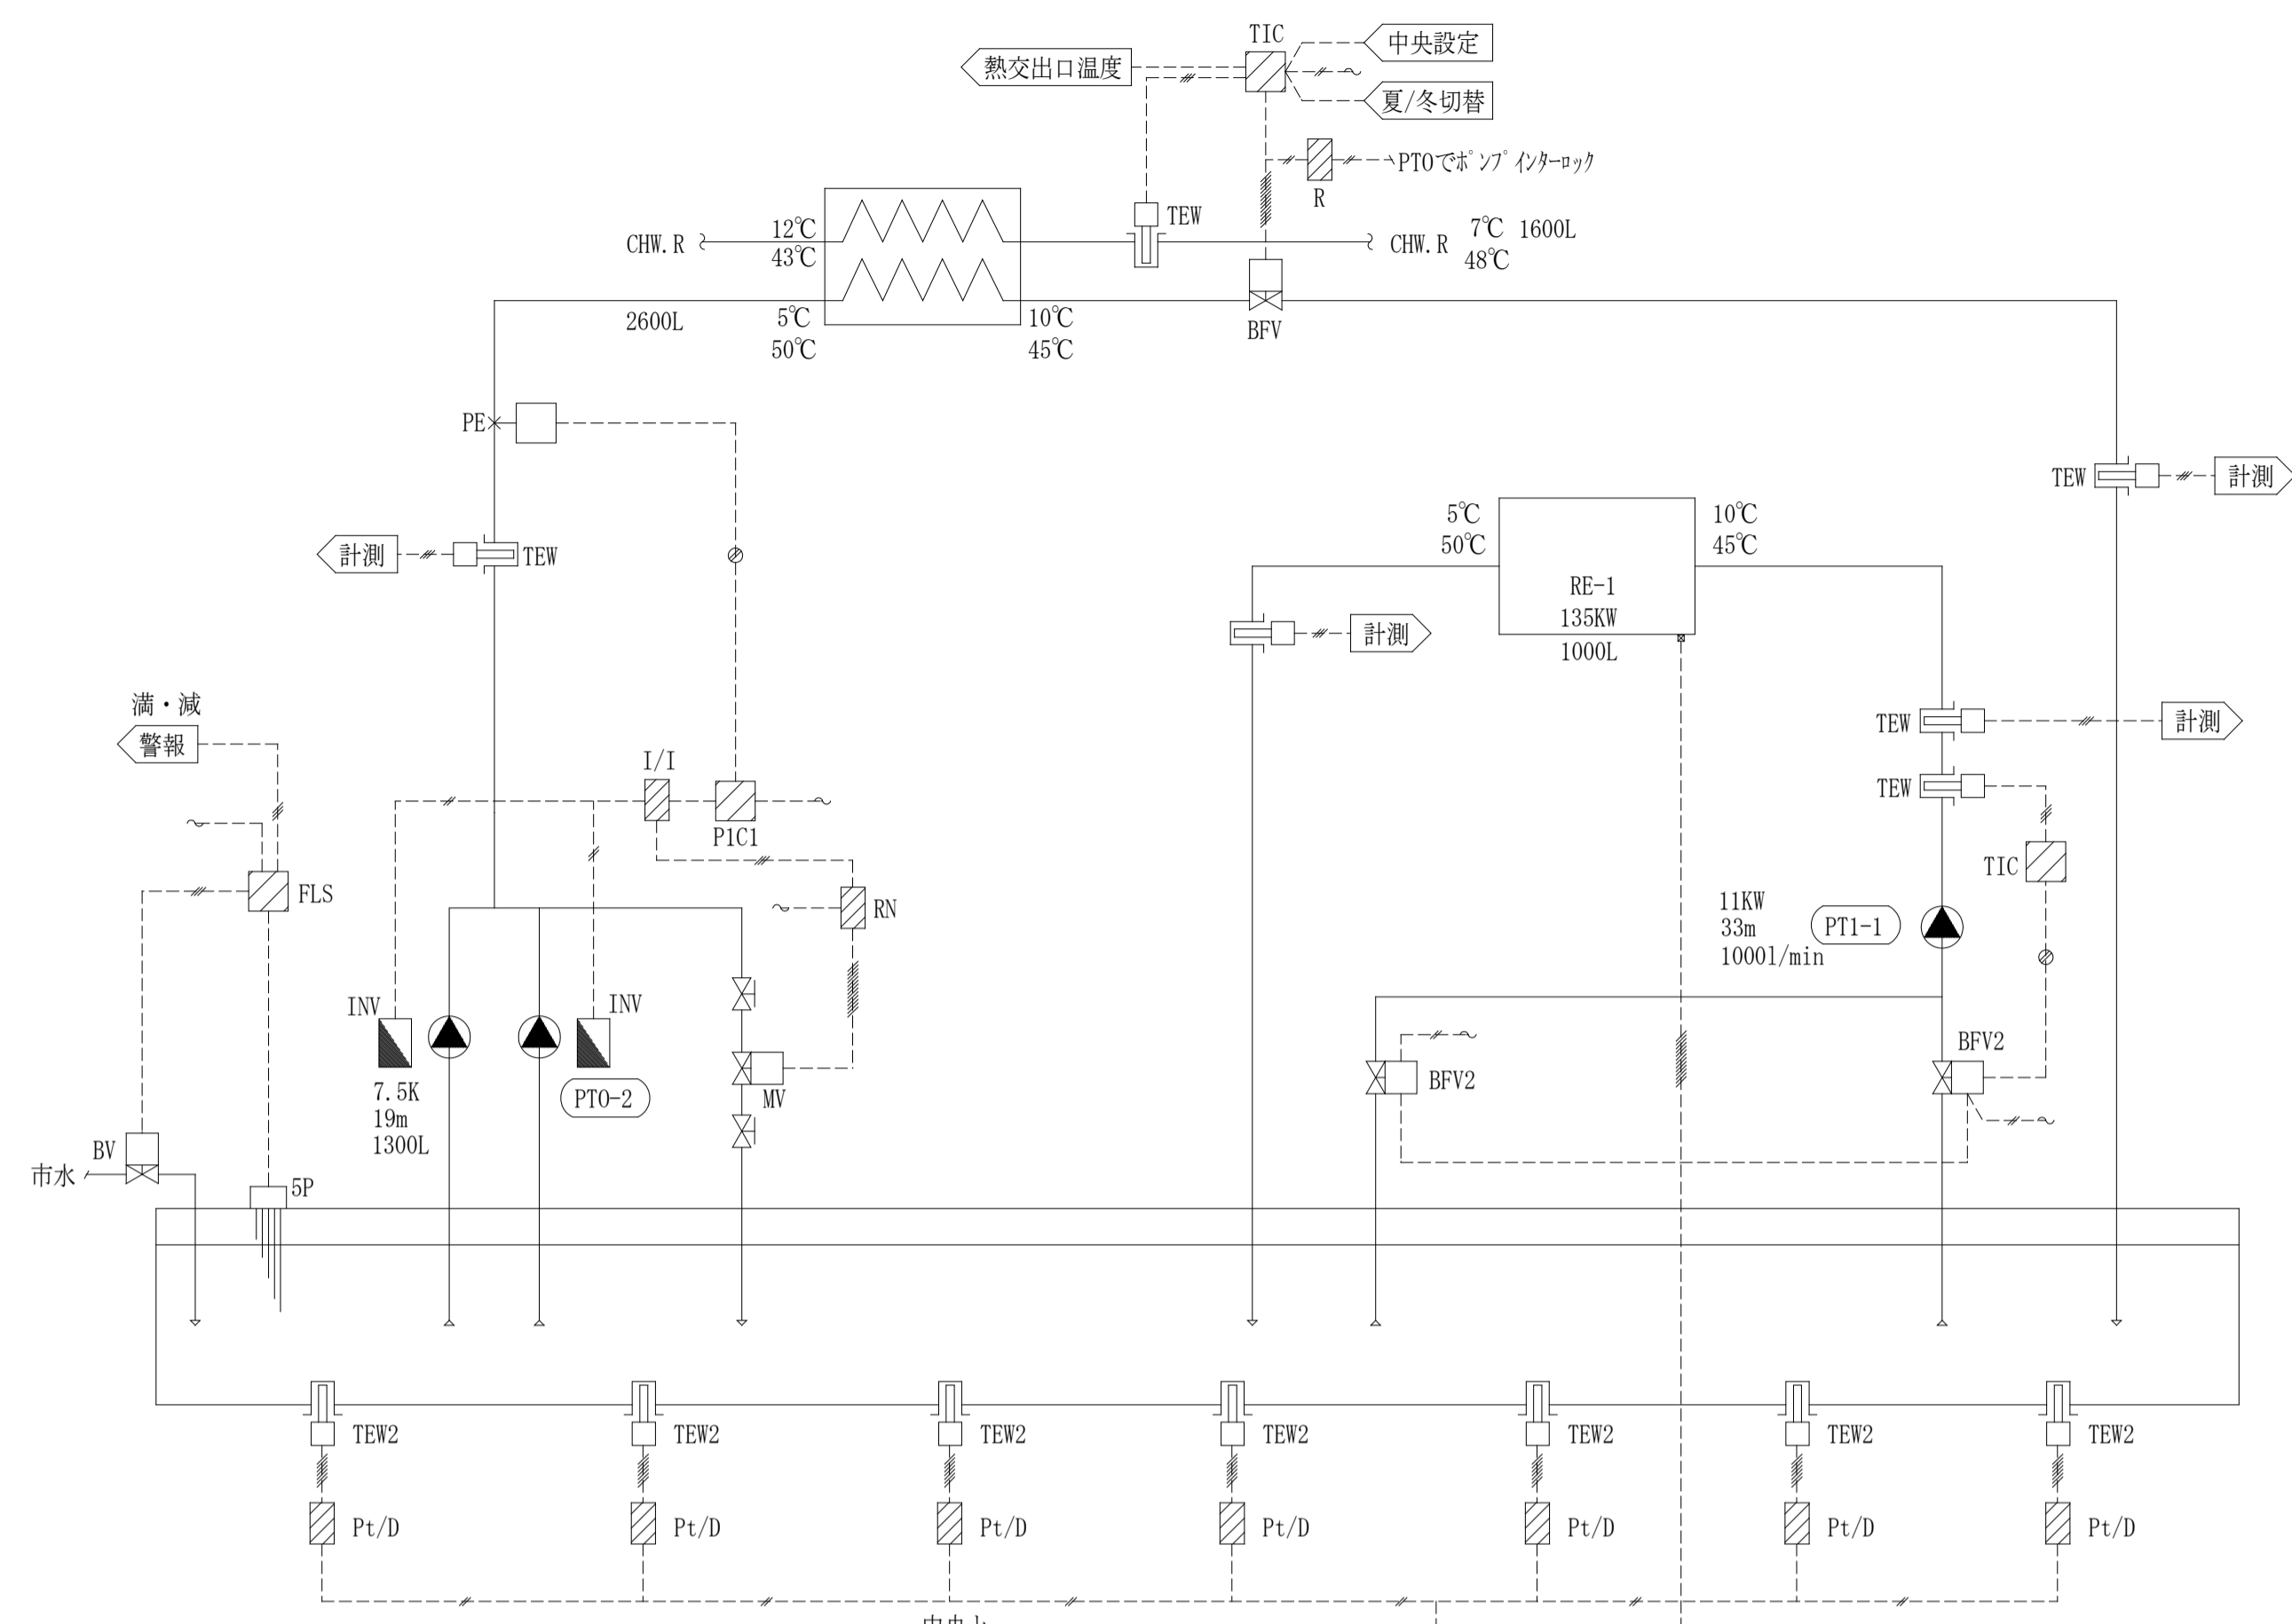 TIC
中央設定
熱交出口温度
夏/冬切替
PTOでポンプインターロック
R
TEW
CHW.R
12℃
43℃
CHW.R
7℃ 1600L
48℃
2600L
5℃
50℃
10℃
45℃
BFV
PE
TEW
計測
計測
TEW
5℃
50℃
10℃
45℃
RE-1
135KW
1000L
計測
満・減
警報
TEW
計測
I/I
P1C1
TEW
TIC
FLS
RN
11KW
33m
1000l/min
PT1-1
INV
INV
7.5K
19m
1300L
PTO-2
MV
BFV2
BFV2
BV
市水
5P
TEW2
TEW2
TEW2
TEW2
TEW2
TEW2
TEW2
Pt/D
Pt/D
Pt/D
Pt/D
Pt/D
Pt/D
Pt/D